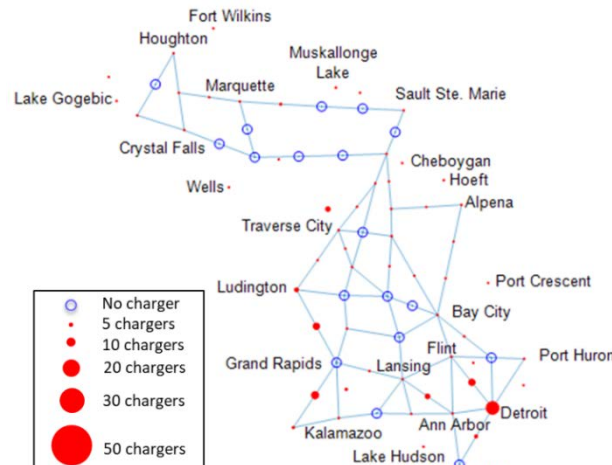 Fort Wilkins
Houghton
Muskallonge
Lake
Marquette
Lake Gogebic
Sault Ste. Marie
Crystal Falls
Cheboygan
Hoeft
Wells
Alpena
Traverse City
Ludington
Port Crescent
Bay City
No charger
5 chargers
10 chargers
20 chargers
30 chargers
50 chargers
Grand Rapids
Lansing
Flint
Port Huron
Detroit
Kalamazoo
Ann Arbor
Lake Hudson